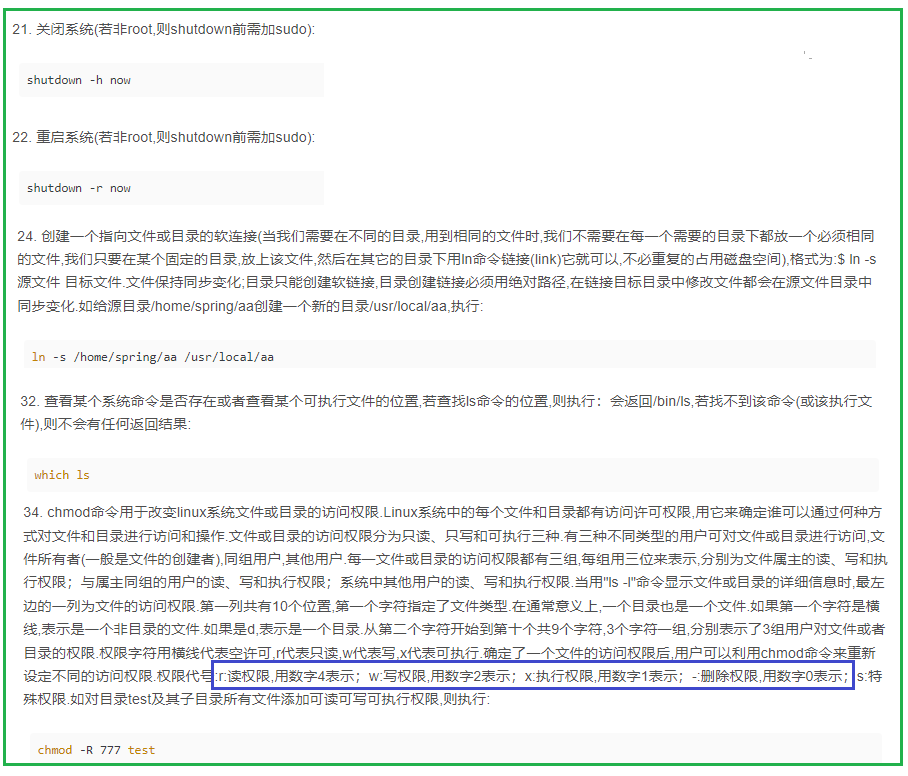 21. 关闭系统(若非root,则shutdown前需加sudo):
shutdown -h now
22. 重启系统(若非root,则shutdown前需加sudo):
shutdown -r now
24. 创建一个指向文件或目录的软连接(当我们需要在不同的目录,用到相同的文件时,我们不需要在每一个需要的目录下都放一个必须相同
的文件,我们只要在某个固定的目录,放上该文件,然后在其它的目录下用ln命令链接(link)它就可以,不必重复的占用磁盘空间),格式为:$ ln -s
源文件 目标文件.文件保持同步变化;目录只能创建软链接,目录创建链接必须用绝对路径,在链接目标目录中修改文件都会在源文件目录中
同步变化.如给源目录/home/spring/aa创建一个新的目录/usr/local/aa,执行:
ln -s /home/spring/aa /usr/local/aa
32. 查看某个系统命令是否存在或者查看某个可执行文件的位置,若查找ls命令的位置,则执行：会返回/bin/ls,若找不到该命令(或该执行文
件),则不会有任何返回结果:
which ls
34. chmod命令用于改变linux系统文件或目录的访问权限.Linux系统中的每个文件和目录都有访问许可权限,用它来确定谁可以通过何种方
式对文件和目录进行访问和操作.文件或目录的访问权限分为只读、只写和可执行三种.有三种不同类型的用户可对文件或目录进行访问,文
件所有者(一般是文件的创建者),同组用户,其他用户.每一文件或目录的访问权限都有三组,每组用三位来表示,分别为文件属主的读、写和执
行权限；与属主同组的用户的读、写和执行权限；系统中其他用户的读、写和执行权限.当用"ls -l"命令显示文件或目录的详细信息时,最左
边的一列为文件的访问权限.第一列共有10个位置,第一个字符指定了文件类型.在通常意义上,一个目录也是一个文件.如果第一个字符是横
线,表示是一个非目录的文件.如果是d,表示是一个目录.从第二个字符开始到第十个共9个字符,3个字符一组,分别表示了3组用户对文件或者
目录的权限.权限字符用横线代表空许可,r代表只读,w代表写,x代表可执行.确定了一个文件的访问权限后,用户可以利用chmod命令来重新
设定不同的访问权限.权限代号:r:读权限,用数字4表示；w:写权限,用数字2表示；x:执行权限,用数字1表示；-:删除权限,用数字0表示；s:特
殊权限.如对目录test及其子目录所有文件添加可读可写可执行权限,则执行:
chmod -R 777 test